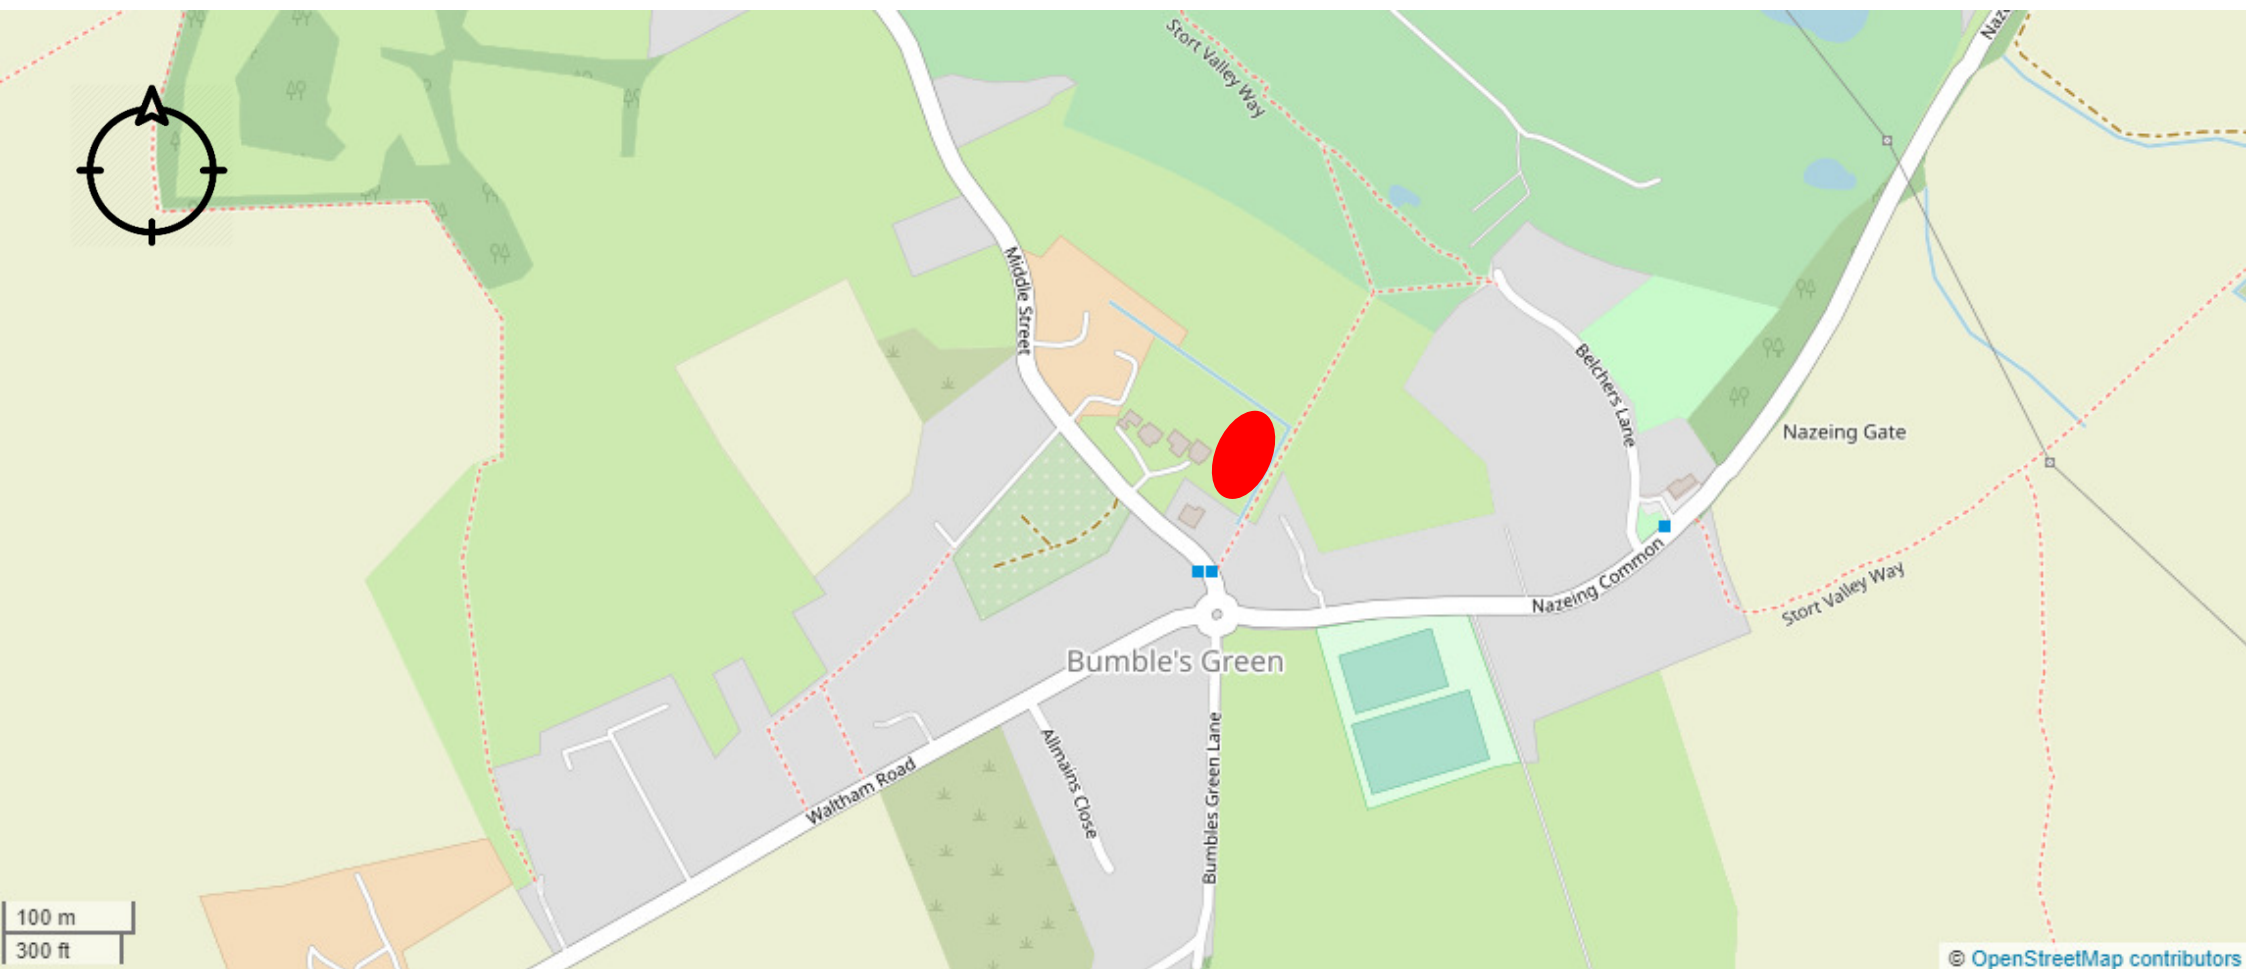 Naze
Stort Valley Way
Middle Street
Belchers Lane
Nazeing Gate
Nazeing Common
Stort Valley Way
Bumble's Green
Allmains Close
Bumbles Green Lane
Waltham Road
100 m
300 ft
© OpenStreetMap contributors